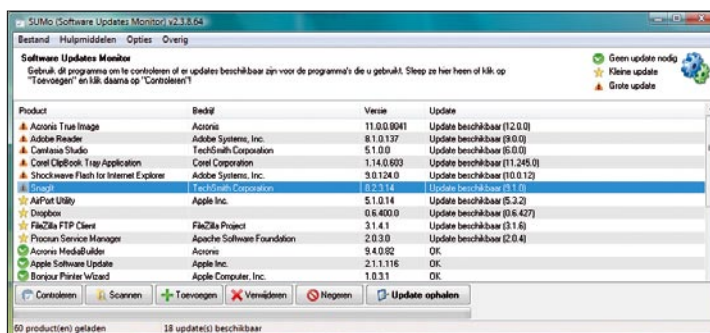 SUMo (Software Updates Monitor) v2.3.8.64
Bestand Hulpmiddelen Opties Overig
Software Updates Monitor
Gebruik dit programma om te controleren of er updates beschikbaar zijn voor de programma's die u gebruikt. Sleep ze hier heen of klik op
"Toevoegen" en klik daarna op "Controleren"!
Geen update nodig
Kleine update
Grote update
Product Bedrijf Versie Update
Acronis True Image Acronis 11.0.0.8041 Update beschikbaar (12.0.0)
Adobe Reader Adobe Systems, Inc. 8.1.0.137 Update beschikbaar (9.0.0)
Camtasia Studio TechSmith Corporation 5.1.0.0 Update beschikbaar (6.0.0)
Corel ClipBook Tray Application Corel Corporation 1.14.0.603 Update beschikbaar (11.245.0)
Shockwave Flash for Internet Explorer Adobe Systems, Inc. 9.0.124.0 Update beschikbaar (10.0.12)
SnagIt TechSmith Corporation 8.2.3.14 Update beschikbaar (9.1.0)
AirPort Utility Apple Inc. 5.1.0.14 Update beschikbaar (5.3.2)
Dropbox 0.6.400.0 Update beschikbaar (0.6.427)
FileZilla FTP Client FileZilla Project 3.1.4.1 Update beschikbaar (3.1.6)
Procrun Service Manager Apache Software Foundation 2.0.3.0 Update beschikbaar (2.0.4)
Acronis MediaBuilder Acronis 9.4.0.82 OK
Apple Software Update Apple Inc. 2.1.1.116 OK
Bonjour Printer Wizard Apple Computer, Inc. 1.0.3.1 OK
Controleren Scannen Toevoegen Verwijderen Negeren Update ophalen
60 product(en) geladen 18 update(s) beschikbaar